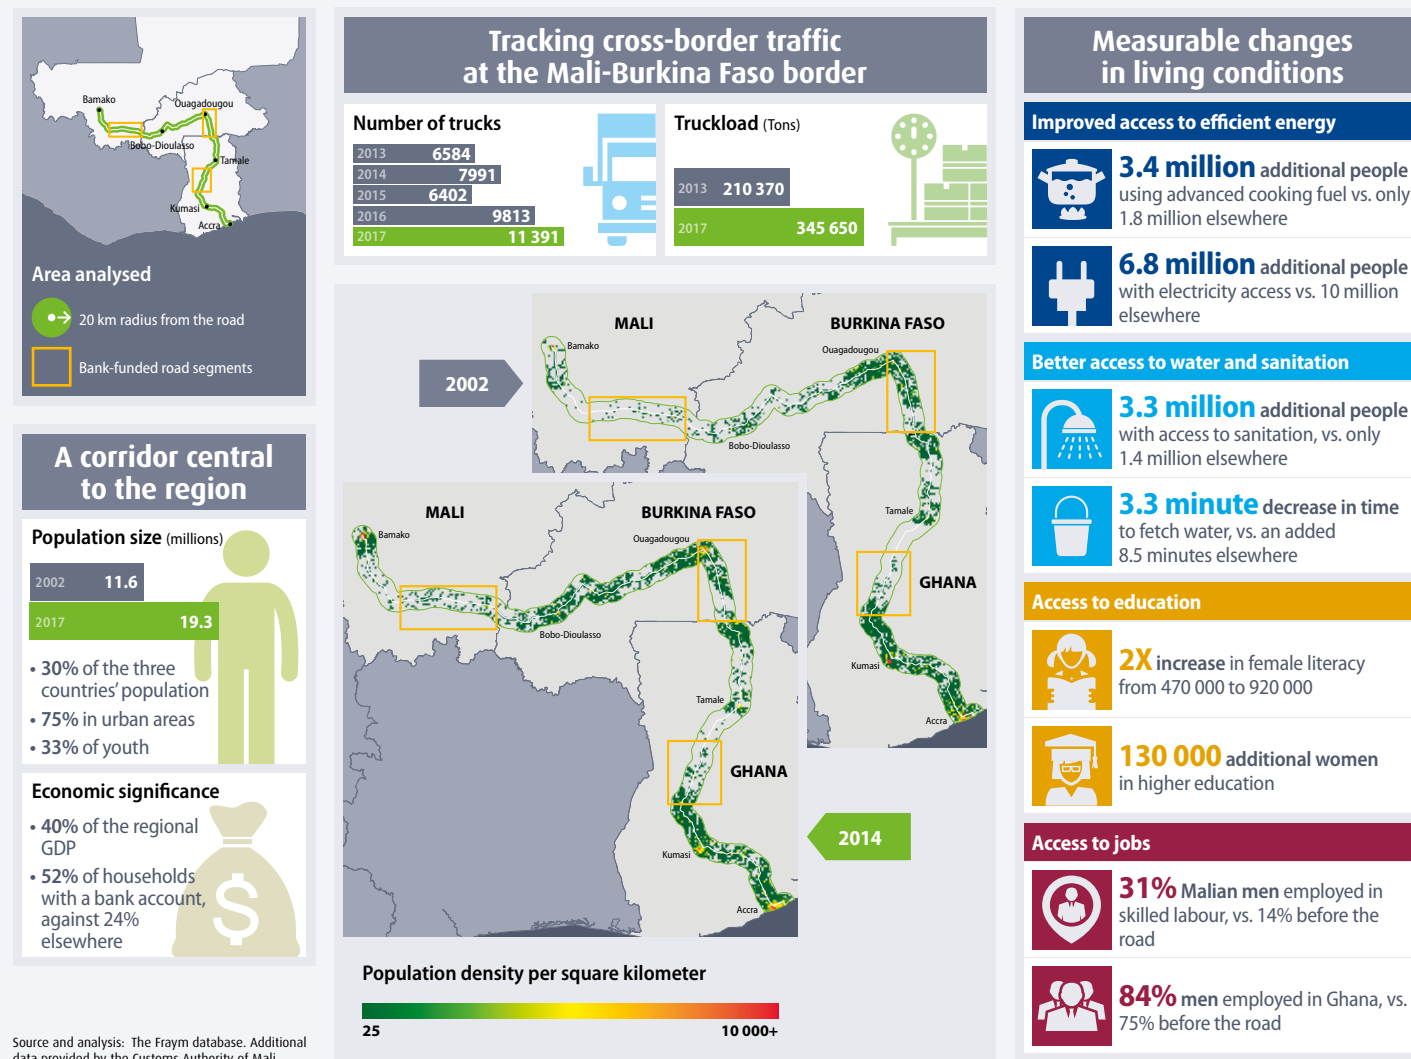 Bamako
Ouagadougou
Bobo-Dioulasso
Tamale
Kumasi
Accra
Area analysed
20 km radius from the road
Bank-funded road segments
A corridor central
to the region
Population size (millions)
2002 11.6
2017 19.3
• 30% of the three
countries' population
• 75% in urban areas
• 33% of youth
Economic significance
• 40% of the regional
GDP
• 52% of households
with a bank account,
against 24%
elsewhere
$
Source and analysis: The Fraym database. Additional
data provided by the Customs Authority of Mali
Tracking cross-border traffic
at the Mali-Burkina Faso border
Number of trucks
2013 6584
2014 7991
2015 6402
2016 9813
2017 11 391
Truckload (Tons)
2013 210 370
2017 345 650
2002
MALI
BURKINA FASO
Bamako
Ouagadougou
Bobo-Dioulasso
Tamale
GHANA
Kumasi
Accra
MALI
BURKINA FASO
Bamako
Ouagadougou
Bobo-Dioulasso
Tamale
GHANA
Kumasi
Accra
2014
Population density per square kilometer
25 10 000+
Measurable changes
in living conditions
Improved access to efficient energy
3.4 million additional people
using advanced cooking fuel vs. only
1.8 million elsewhere
6.8 million additional people
with electricity access vs. 10 million
elsewhere
Better access to water and sanitation
3.3 million additional people
with access to sanitation, vs. only
1.4 million elsewhere
3.3 minute decrease in time
to fetch water, vs. an added
8.5 minutes elsewhere
Access to education
2X increase in female literacy
from 470 000 to 920 000
130 000 additional women
in higher education
Access to jobs
31% Malian men employed in
skilled labour, vs. 14% before the
road
84% men employed in Ghana, vs.
75% before the road